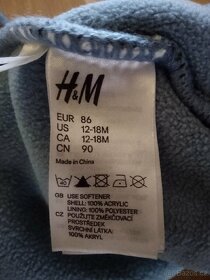 H&M
EUR 86
US 12-18M
CA 12-18M
CN 90
Made in China
GB USE SOFTENER
SHELL: 100% ACRYLIC
LINING: 100% POLYESTER
CZ POUŽIJTE ZMĚKČOVACÍ
PROSTŘEDEK
SVRCHNÍ LÁTKA:
100% AKRYL